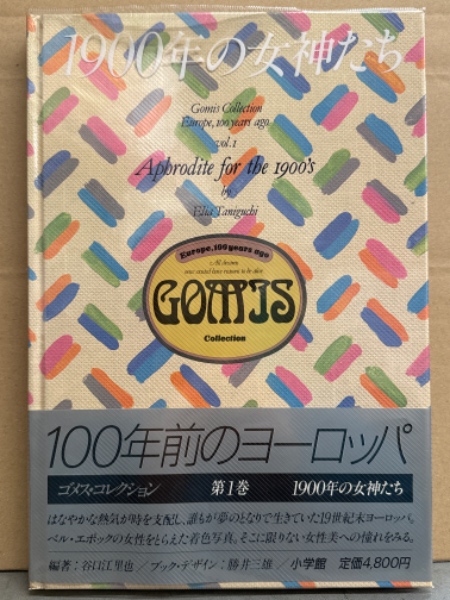 1900年の女神たち
Gomis Collection
Europe, 100 years ago
vol.1
Aphrodite for the 1900's
by
Elia Taniguchi
Europe, 100 years ago
GOMIS
Collection
100年前のヨーロッパ
ゴメス・コレクション 第1巻 1900年の女神たち
はなやかな熱気が時を支配し、誰もが夢のとなりで生きていた19世紀末ヨーロッパ。
ベル・エポックの女性をとらえた着色写真。そこに限りない女性美への憧れをみる。
編著：谷口江里也／ブック・デザイン：勝井三雄／小学館 定価4,800円